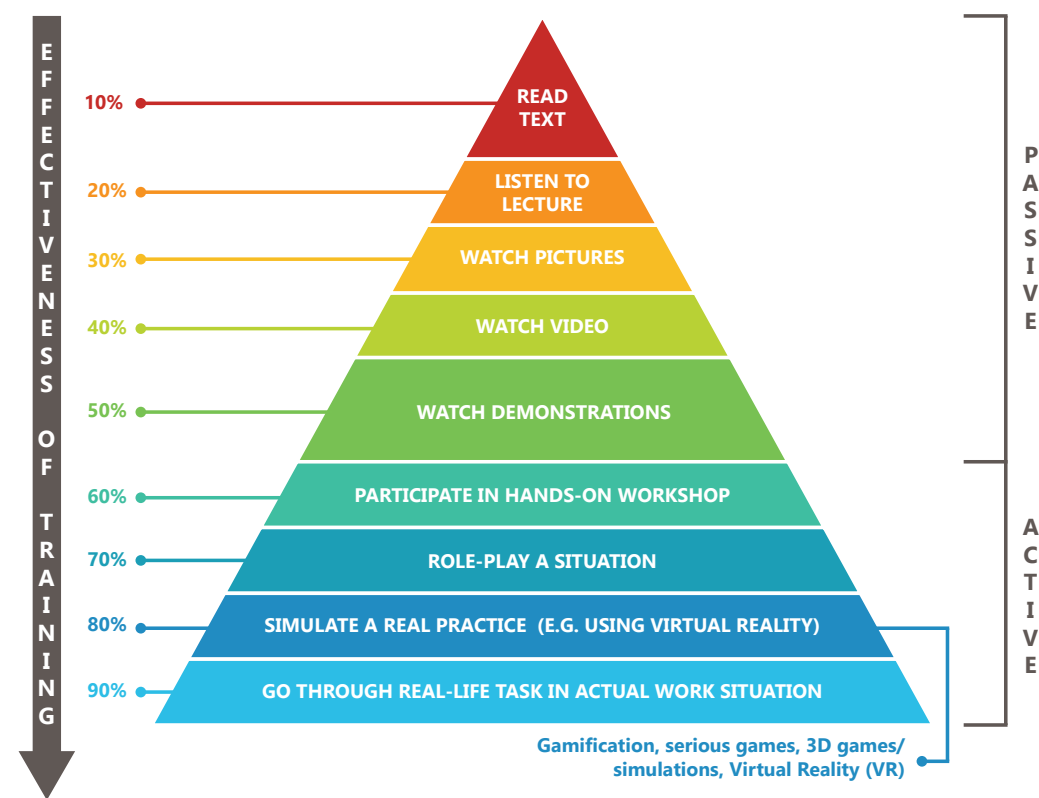 EFFECTIVENESS OF TRAINING
10%
READ
TEXT
20%
LISTEN TO
LECTURE
30%
WATCH PICTURES
40%
WATCH VIDEO
50%
WATCH DEMONSTRATIONS
60%
PARTICIPATE IN HANDS-ON WORKSHOP
70%
ROLE-PLAY A SITUATION
80%
SIMULATE A REAL PRACTICE (E.G. USING VIRTUAL REALITY)
90%
GO THROUGH REAL-LIFE TASK IN ACTUAL WORK SITUATION
Gamification, serious games, 3D games/
simulations, Virtual Reality (VR)
PASSIVE
ACTIVE